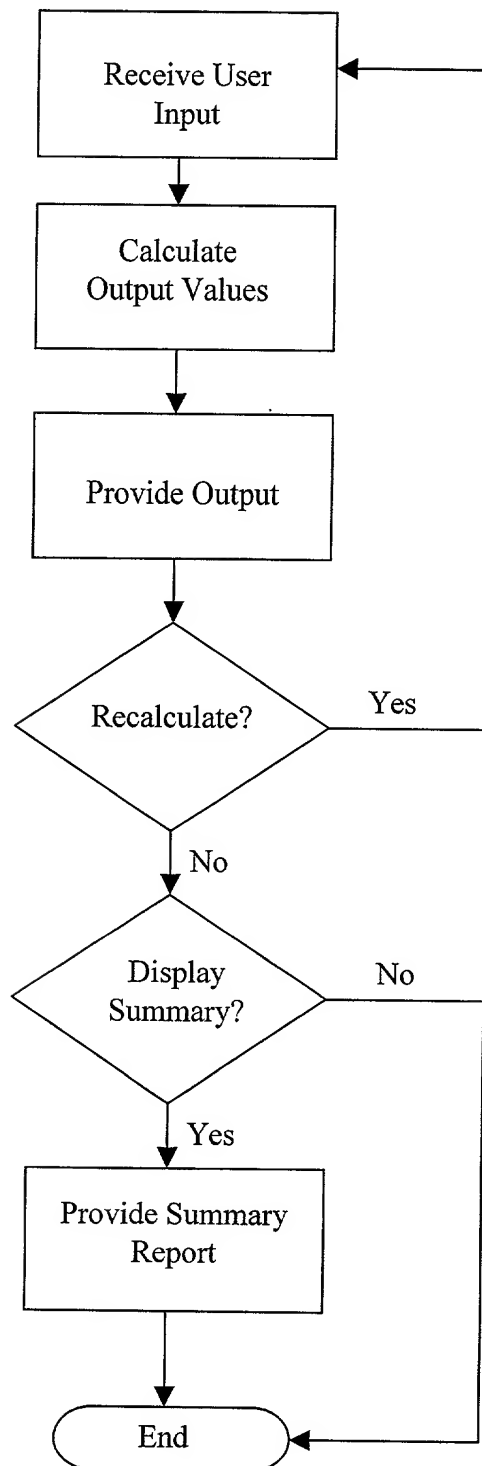 Receive User
Input
Calculate
Output Values
Provide Output
Recalculate?
Yes
No
Display
Summary?
No
Yes
Provide Summary
Report
End